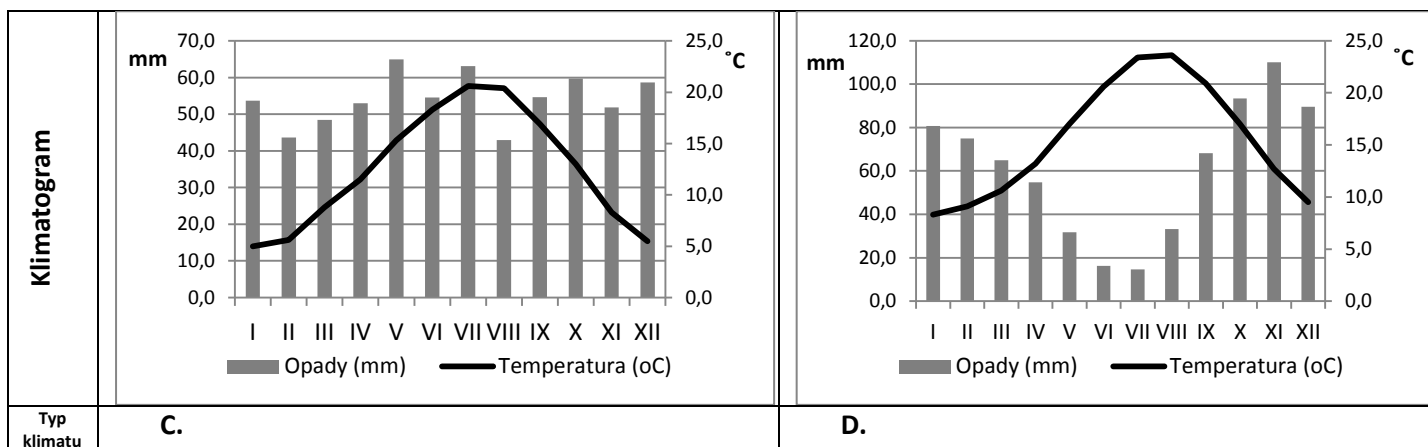 Klimatogram
mm
˚C
70,0
60,0
50,0
40,0
30,0
20,0
10,0
0,0
25,0
20,0
15,0
10,0
5,0
0,0
I II III IV V VI VII VIII IX X XI XII
Opady (mm) Temperatura (oC)
mm
˚C
120,0
100,0
80,0
60,0
40,0
20,0
0,0
25,0
20,0
15,0
10,0
5,0
0,0
I II III IV V VI VII VIII IX X XI XII
Opady (mm) Temperatura (oC)
Typ
klimatu
C.
D.